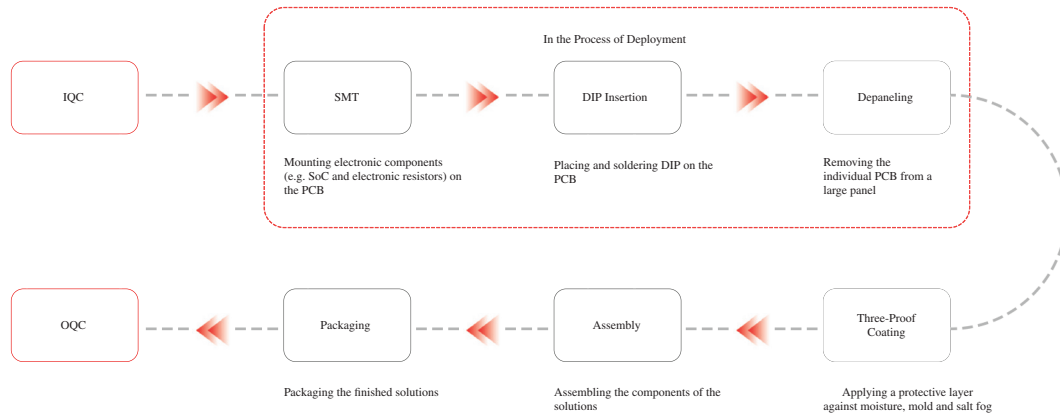 In the Process of Deployment
IQC
SMT
DIP Insertion
Depaneling
Mounting electronic components
(e.g. SoC and electronic resistors) on
the PCB
Placing and soldering DIP on the
PCB
Removing the
individual PCB from a
large panel
OQC
Packaging
Assembly
Three-Proof
Coating
Packaging the finished solutions
Assembling the components of the
solutions
Applying a protective layer
against moisture, mold and salt fog